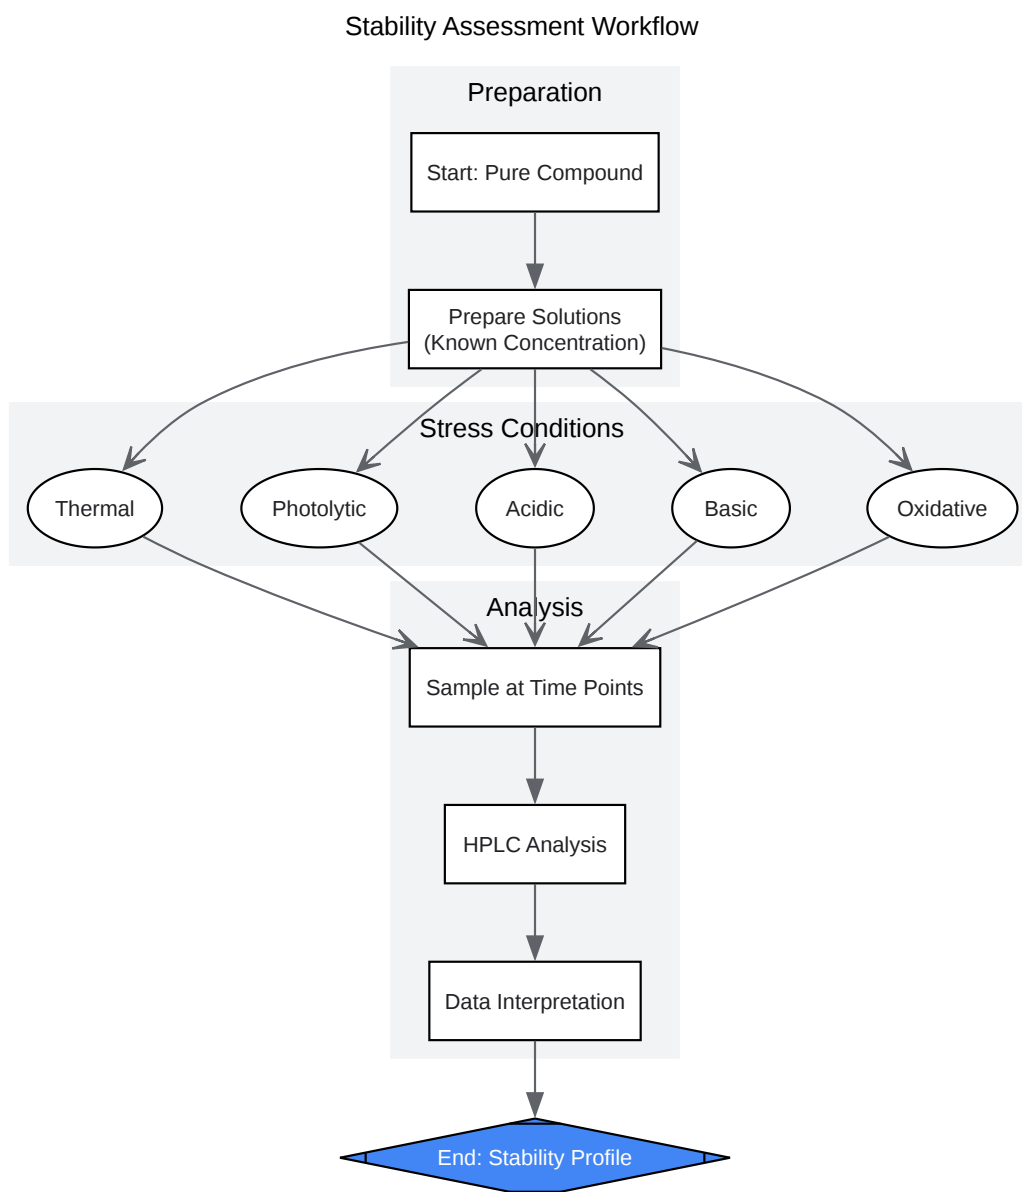 Stability Assessment Workflow
Preparation
Start: Pure Compound
Prepare Solutions
(Known Concentration)
Stress Conditions
Thermal
Photolytic
Acidic
Basic
Oxidative
Analysis
Sample at Time Points
HPLC Analysis
Data Interpretation
End: Stability Profile